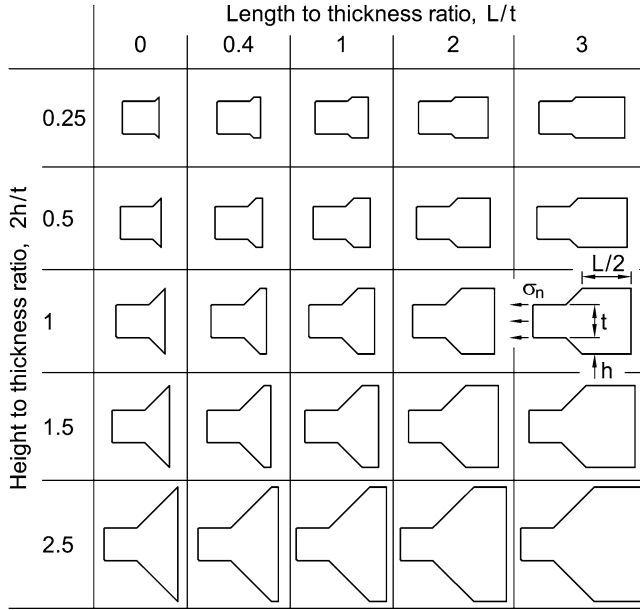 Length to thickness ratio, L/t
0 0.4 1 2 3
Height to thickness ratio, 2h/t
0.25
0.5
L/2
σn
1
t
h
1.5
2.5